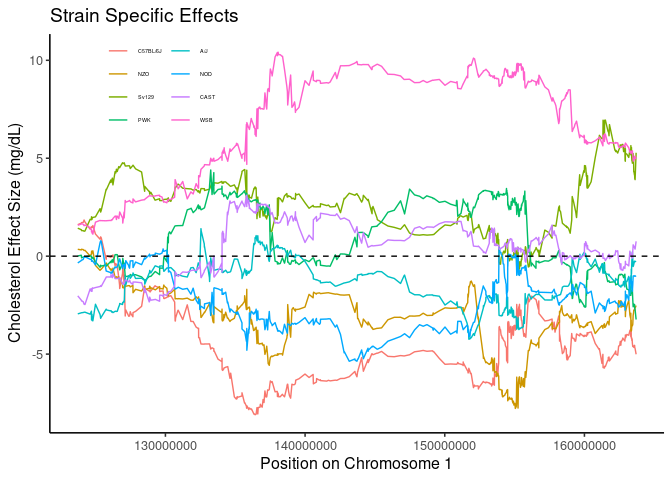 Strain Specific Effects
C57BL/6J A/J
NZO NOD
Sv129 CAST
PWK WSB
10
5
0
-5
Cholesterol Effect Size (mg/dL)
130000000 140000000 150000000 160000000
Position on Chromosome 1